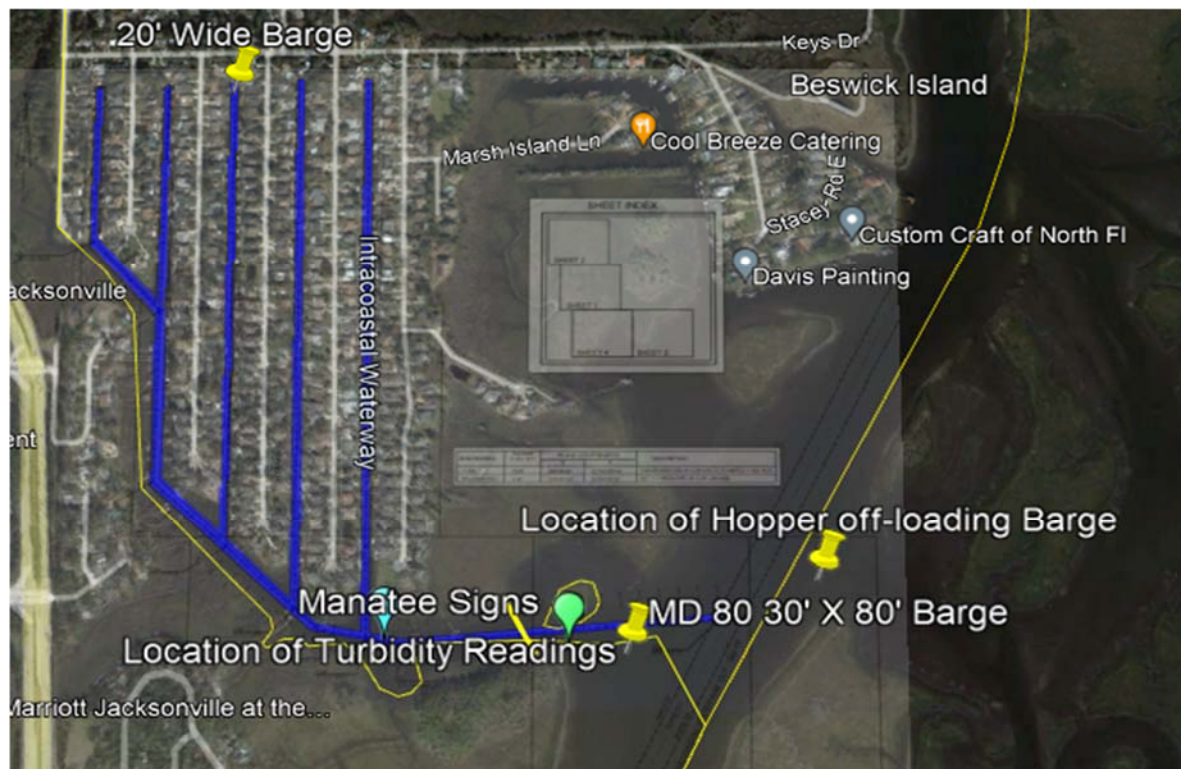 20' Wide Barge
Keys Dr
Beswick Island
Cool Breeze Catering
Marsh Island Ln
SHEET INDEX
Stacey Rd E
Custom Craft of North Fl
Intracoastal Waterway
Davis Painting
acksonville
ent
Location of Hopper off-loading Barge
Manatee Signs
MD 80 30' X 80' Barge
Location of Turbidity Readings
Marriott Jacksonville at the...